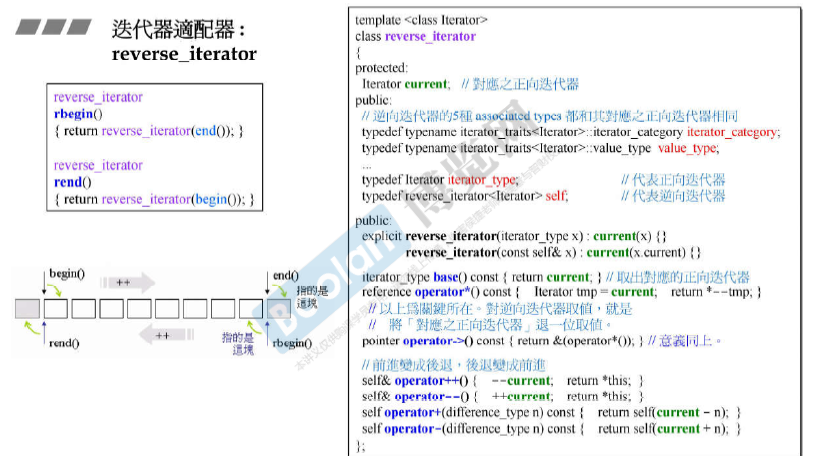 迭代器適配器：
reverse_iterator
reverse_iterator
rbegin()
{ return reverse_iterator(end()); }
reverse_iterator
rend()
{ return reverse_iterator(begin()); }
begin()
++
end()
指的是
這塊
++
rend()
指的是
這塊
rbegin()
template <class Iterator>
class reverse_iterator
{
protected:
Iterator current; // 對應之正向迭代器
public:
// 逆向迭代器的5種 associated types 都和其對應之正向迭代器相同
typedef typename iterator_traits<Iterator>::iterator_category iterator_category;
typedef typename iterator_traits<Iterator>::value_type value_type;
...
typedef Iterator iterator_type; // 代表正向迭代器
typedef reverse_iterator<Iterator> self; // 代表逆向迭代器
public:
explicit reverse_iterator(iterator_type x) : current(x) {}
reverse_iterator(const self& x) : current(x.current) {}
iterator_type base() const { return current; } // 取出對應的正向迭代器
reference operator*() const { Iterator tmp = current; return *--tmp; }
// 以上爲關鍵所在。對逆向迭代器取值，就是
// 將「對應之正向迭代器」退一位取值。
pointer operator->() const { return &(operator*()); } // 意義同上。
// 前進變成後退，後退變成前進
self& operator++() { --current; return *this; }
self& operator--() { ++current; return *this; }
self operator+(difference_type n) const { return self(current - n); }
self operator-(difference_type n) const { return self(current + n); }
};
Boolan
博览网